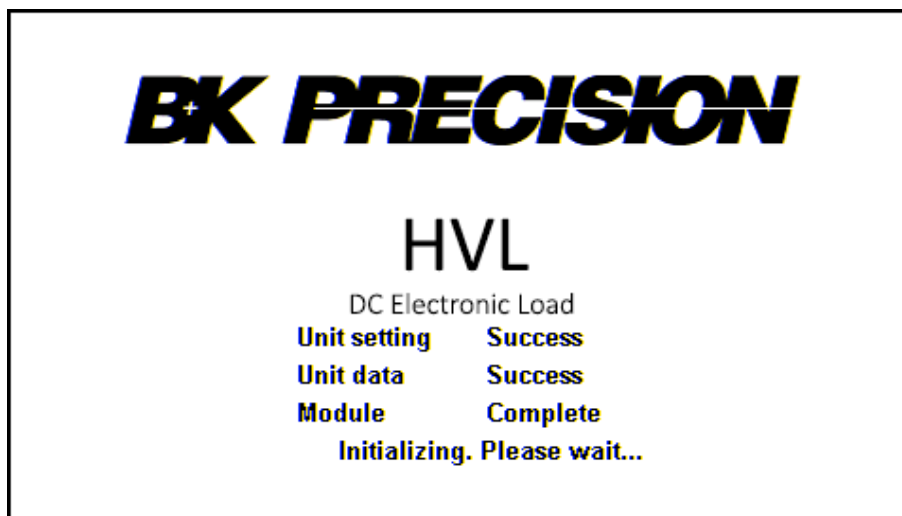 BK PRECISION
HVL
DC Electronic Load
Unit setting Success
Unit data Success
Module Complete
Initializing. Please wait...